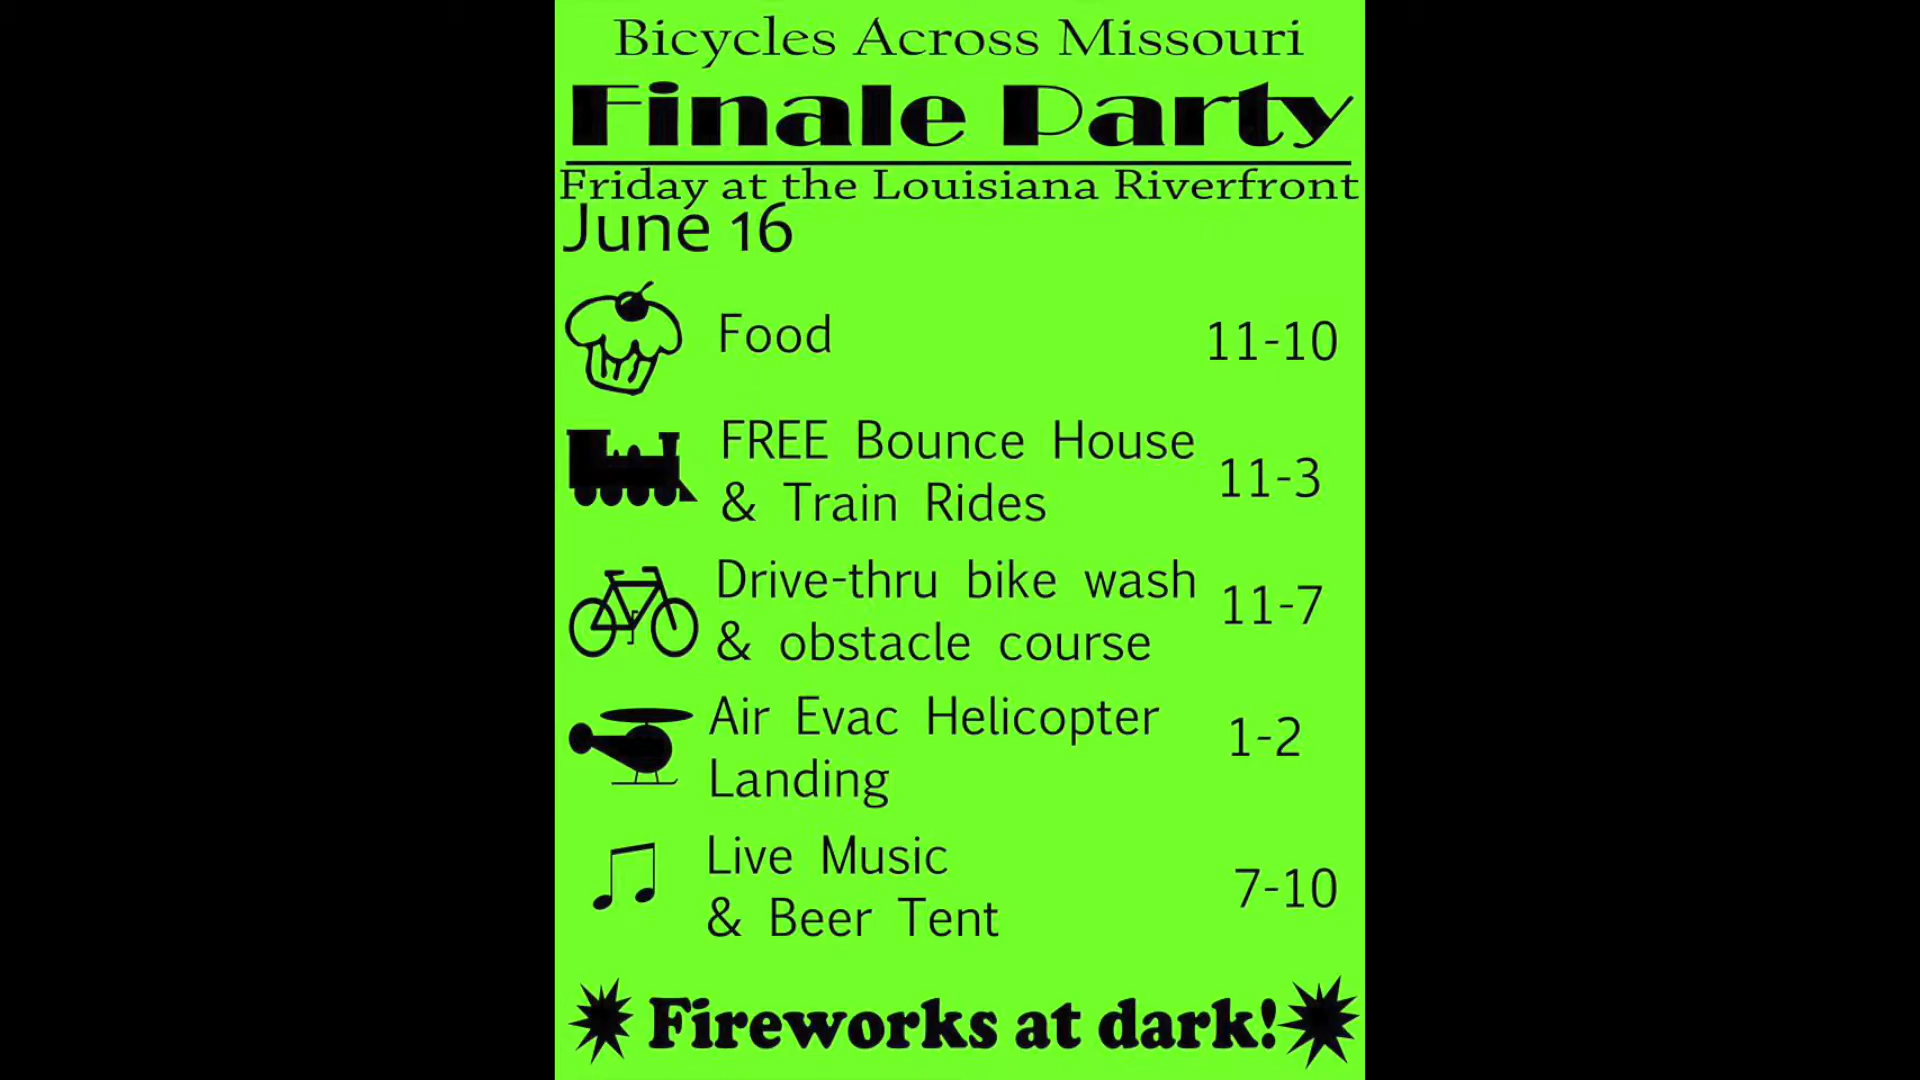 Bicycles Across Missouri
Finale Party
Friday at the Louisiana Riverfront
June 16
Food 11-10
FREE Bounce House
& Train Rides 11-3
Drive-thru bike wash
& obstacle course 11-7
Air Evac Helicopter
Landing 1-2
Live Music
& Beer Tent 7-10
Fireworks at dark!